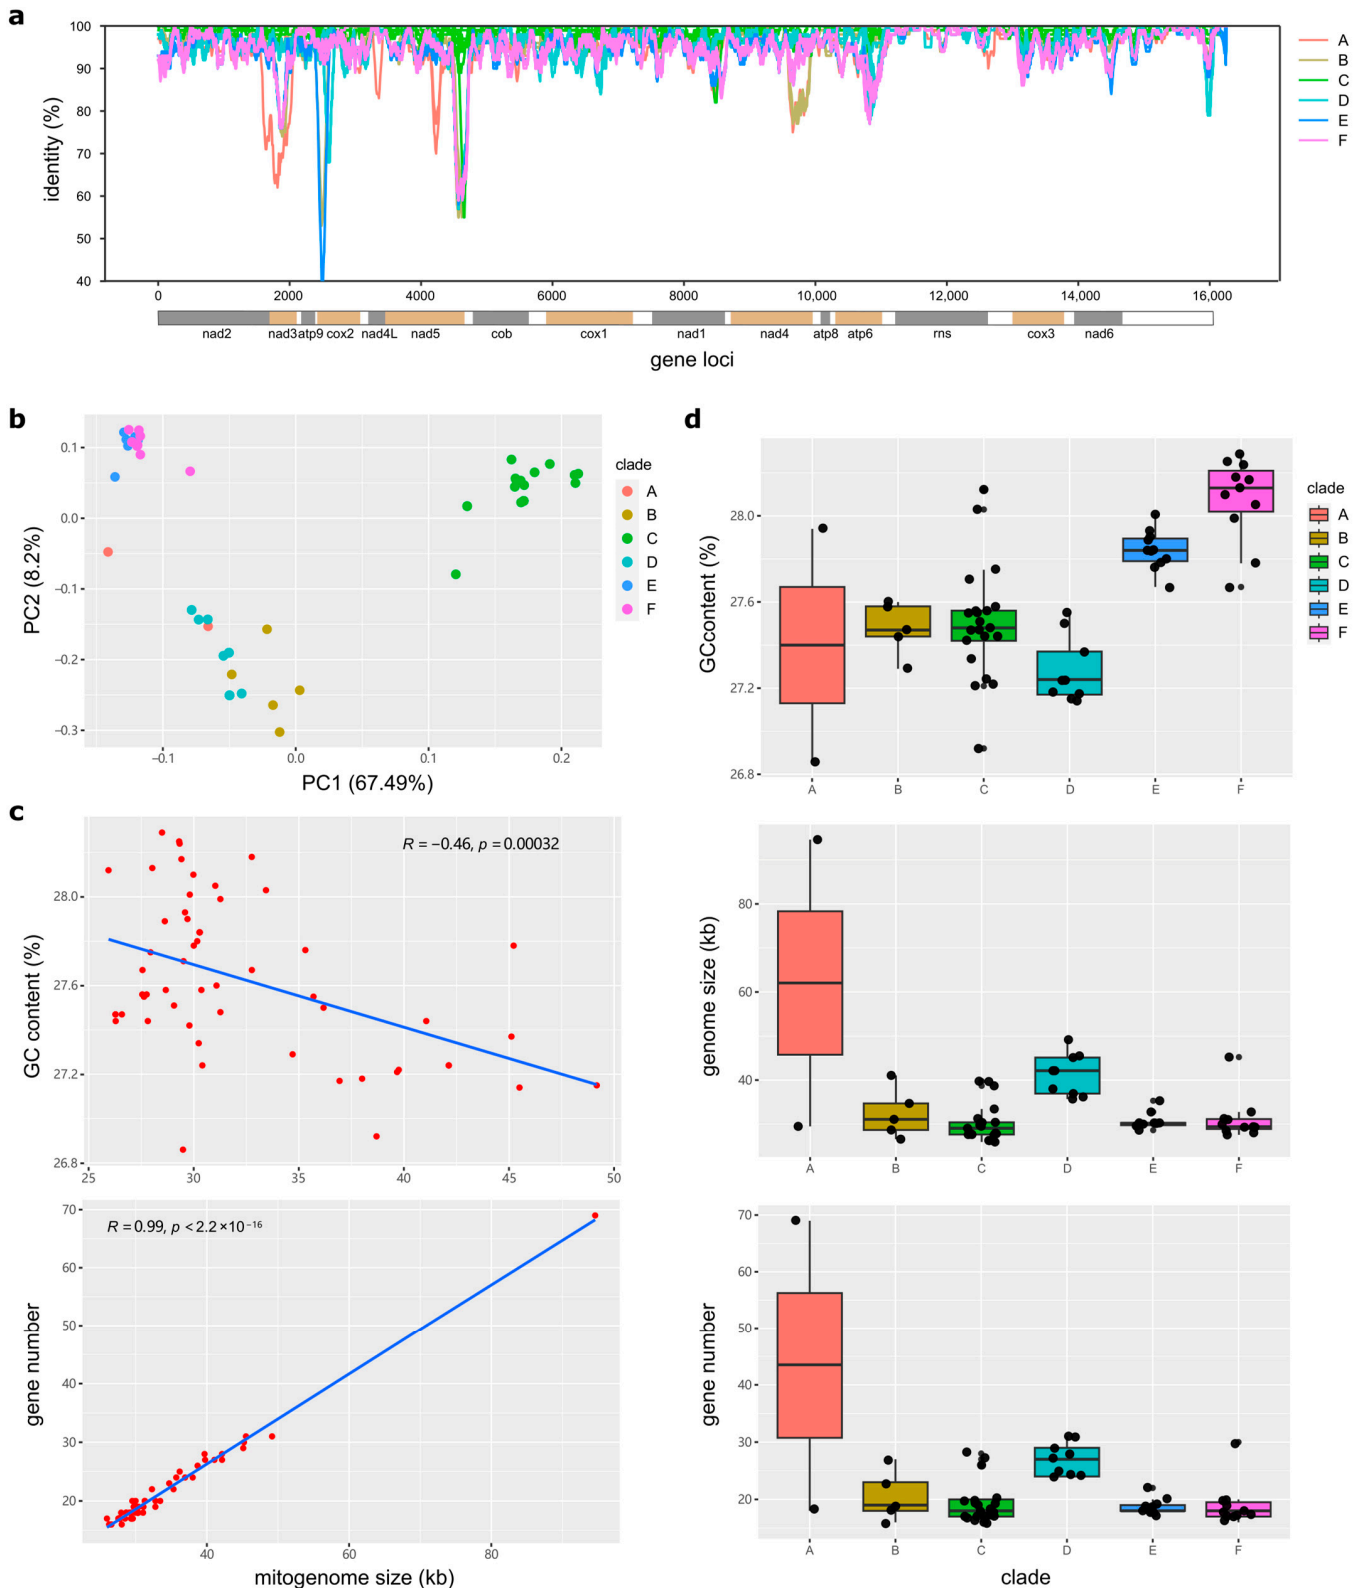 a
100
90
80
70
60
50
40
identity (%)
A
B
C
D
E
F
0
2000
4000
6000
8000
10,000
12,000
14,000
16,000
nad2
nad3
atp9
cox2
nad4L
nad5
cob
cox1
nad1
nad4
atp8
atp6
rns
cox3
nad6
gene loci
b
0.1
0.0
−0.1
−0.2
−0.3
PC2 (8.2%)
−0.1
0.0
0.1
0.2
PC1 (67.49%)
clade
A
B
C
D
E
F
c
R = −0.46, p = 0.00032
28.0
27.6
27.2
26.8
GC content (%)
25
30
35
40
45
50
R = 0.99, p < 2.2×10⁻¹⁶
70
60
50
40
30
20
gene number
40
60
80
mitogenome size (kb)
d
28.0
27.6
27.2
26.8
GCcontent (%)
A
B
C
D
E
F
clade
A
B
C
D
E
F
80
60
40
genome size (kb)
A
B
C
D
E
F
70
60
50
40
30
20
gene number
A
B
C
D
E
F
clade